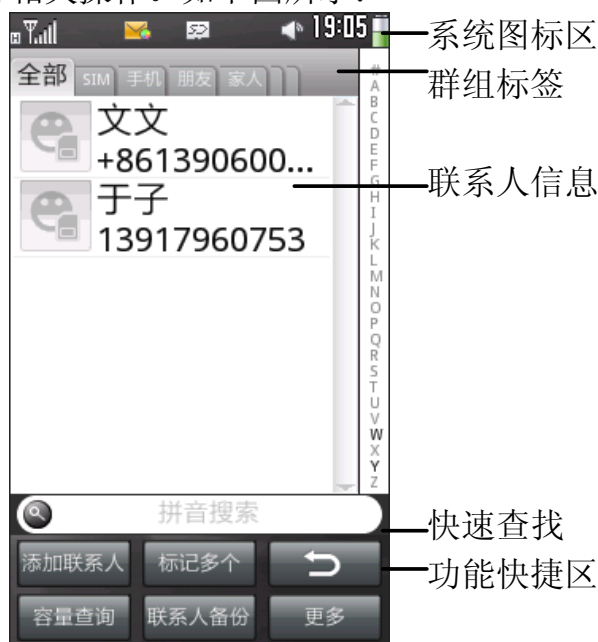 19:05
系统图标区
全部 SIM 手机 朋友 家人
群组标签
文文
+861390600...
联系人信息
于子
13917960753
#
A
B
C
D
E
F
G
H
I
J
K
L
M
N
O
P
Q
R
S
T
U
V
W
X
Y
Z
拼音搜索
快速查找
添加联系人 标记多个
功能快捷区
容量查询 联系人备份 更多